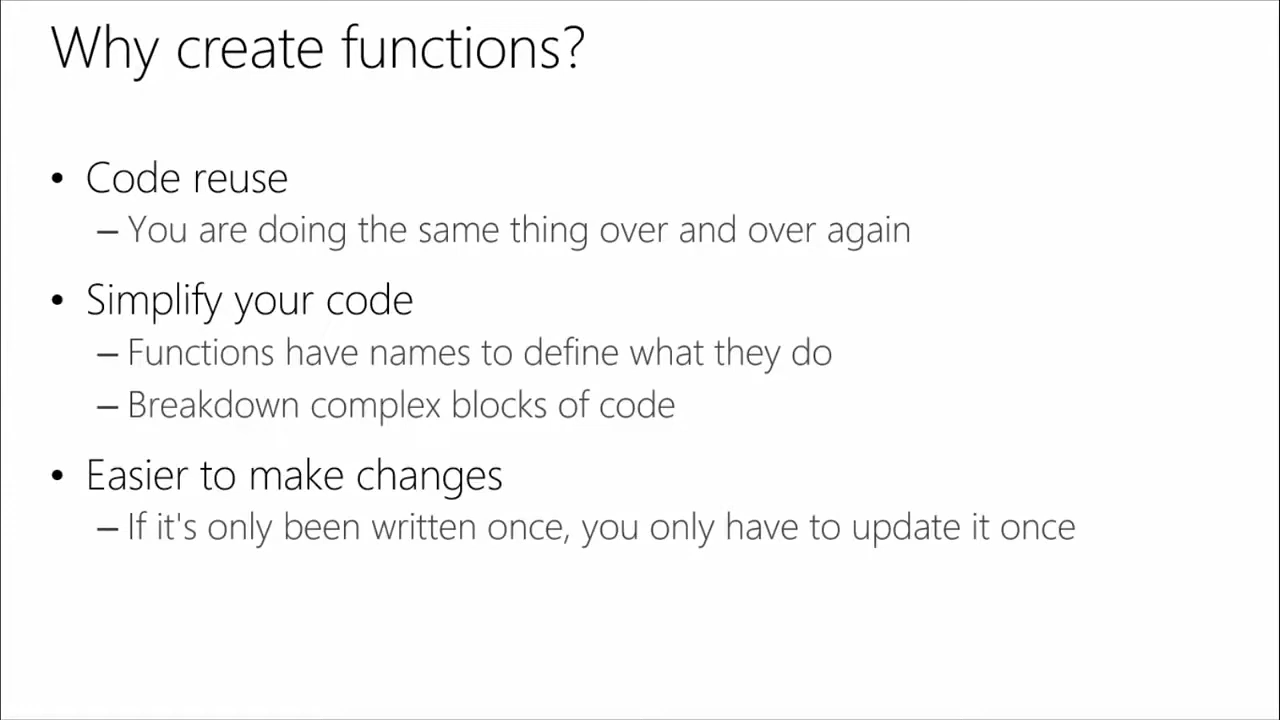 Why create functions?
• Code reuse
– You are doing the same thing over and over again
• Simplify your code
– Functions have names to define what they do
– Breakdown complex blocks of code
• Easier to make changes
– If it's only been written once, you only have to update it once